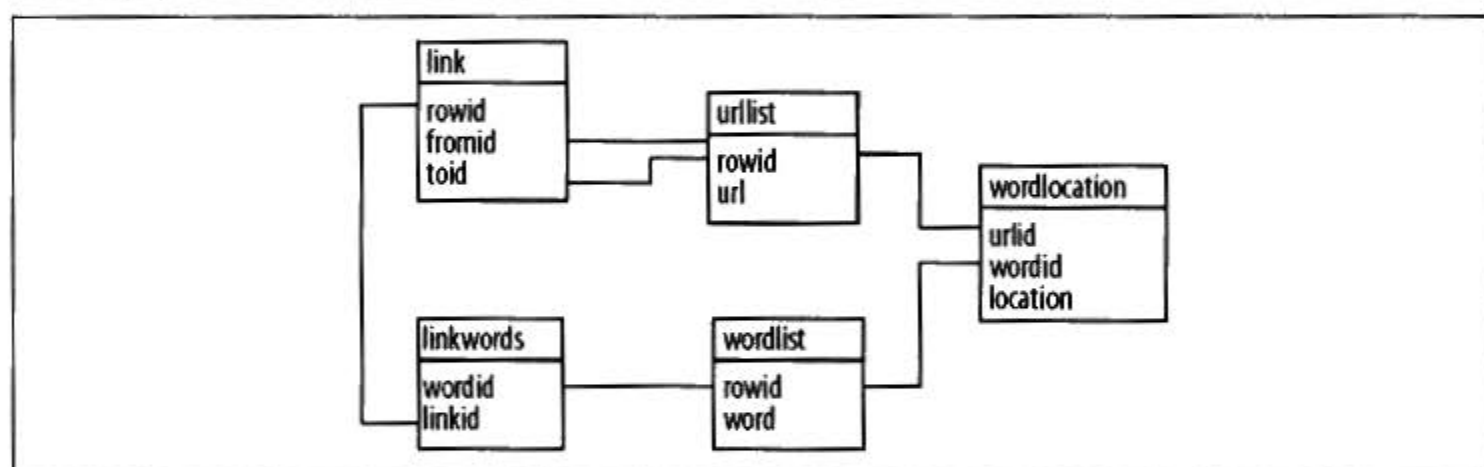 link
rowid
fromid
toid
urllist
rowid
url
wordlocation
urlid
wordid
location
linkwords
wordid
linkid
wordlist
rowid
word